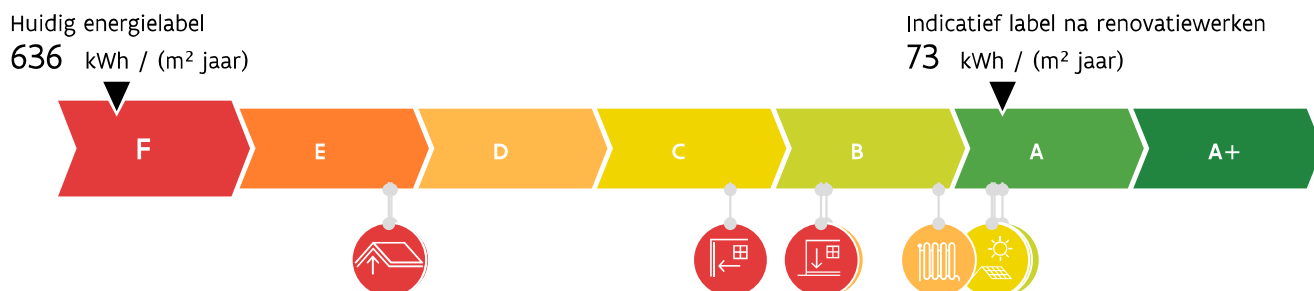 Huidig energielabel
636 kWh / (m² jaar)
Indicatief label na renovatiewerken
73 kWh / (m² jaar)
F E D C B A A+